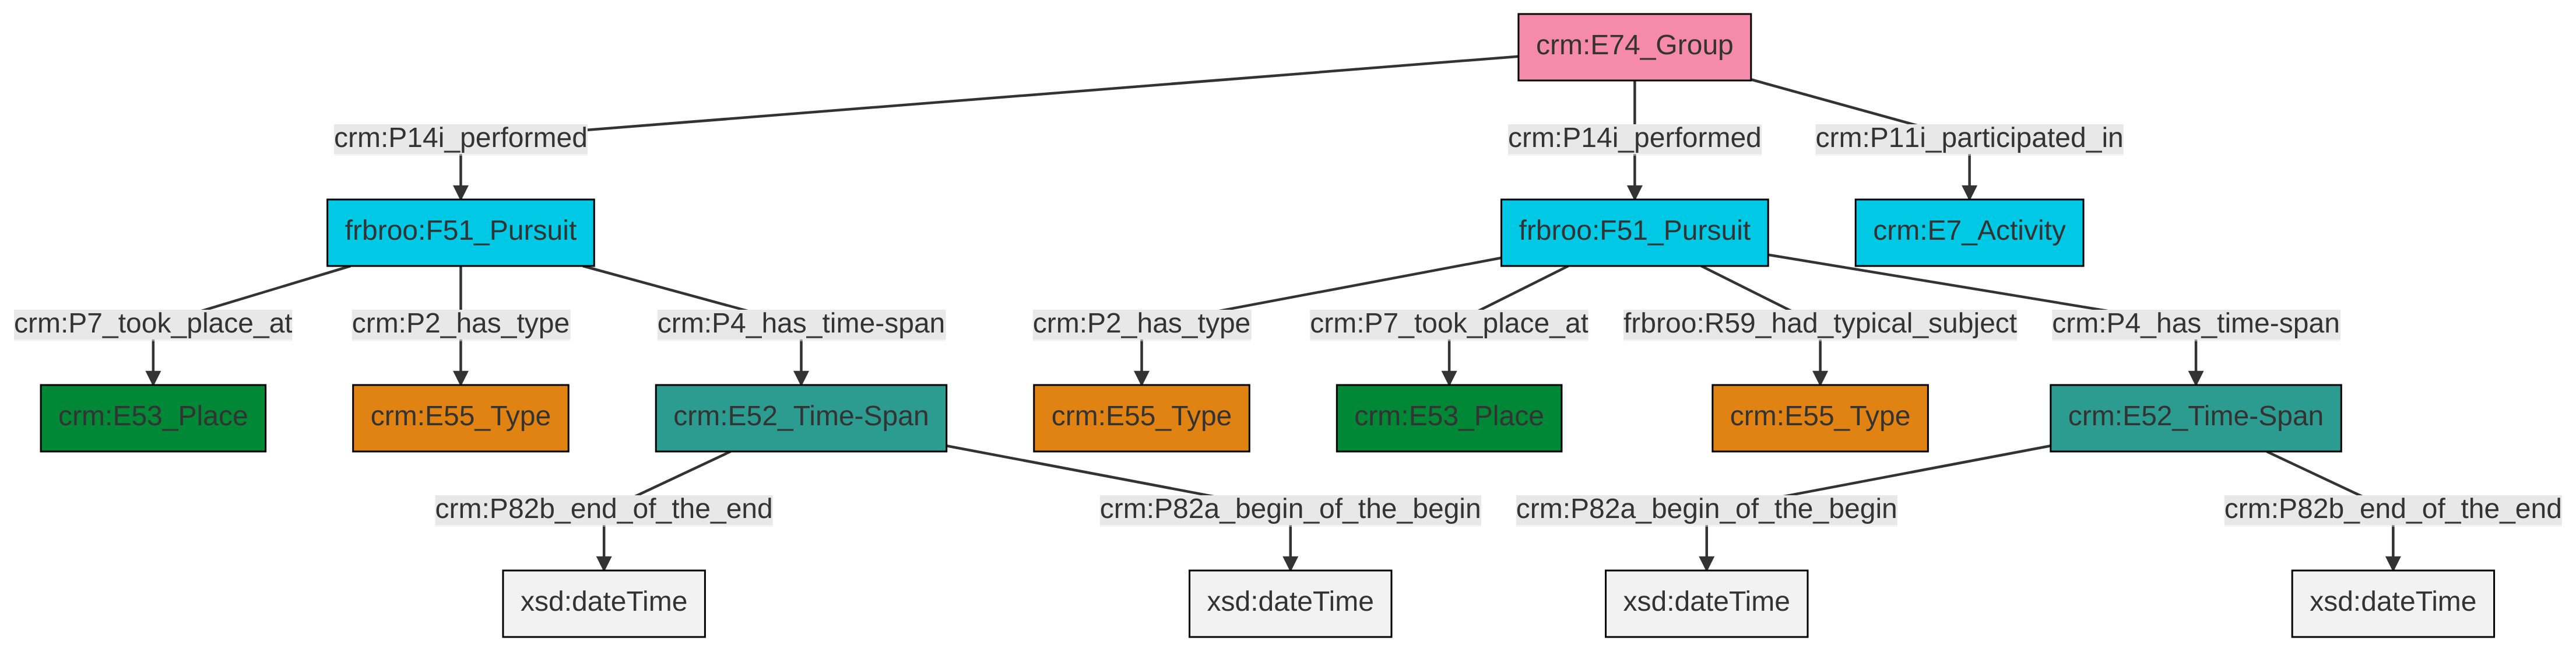 crm:E74_Group
crm:P14i_performed
crm:P14i_performed
crm:P11i_participated_in
frbroo:F51_Pursuit
frbroo:F51_Pursuit
crm:E7_Activity
crm:P7_took_place_at
crm:P2_has_type
crm:P4_has_time-span
crm:P2_has_type
crm:P7_took_place_at
frbroo:R59_had_typical_subject
crm:P4_has_time-span
crm:E53_Place
crm:E55_Type
crm:E52_Time-Span
crm:E55_Type
crm:E53_Place
crm:E55_Type
crm:E52_Time-Span
crm:P82b_end_of_the_end
crm:P82a_begin_of_the_begin
crm:P82a_begin_of_the_begin
crm:P82b_end_of_the_end
xsd:dateTime
xsd:dateTime
xsd:dateTime
xsd:dateTime